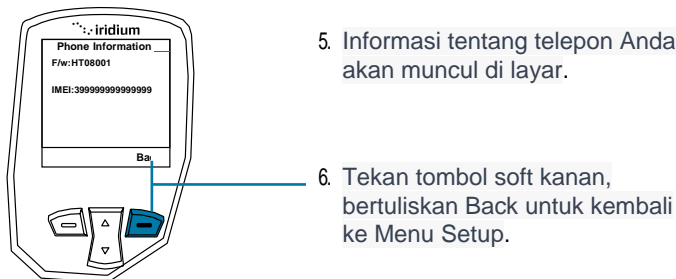 iridium
Phone Information
F/w:HT08001
IMEI:399999999999999
Ba
5. Informasi tentang telepon Anda
akan muncul di layar.
6. Tekan tombol soft kanan,
bertuliskan Back untuk kembali
ke Menu Setup.